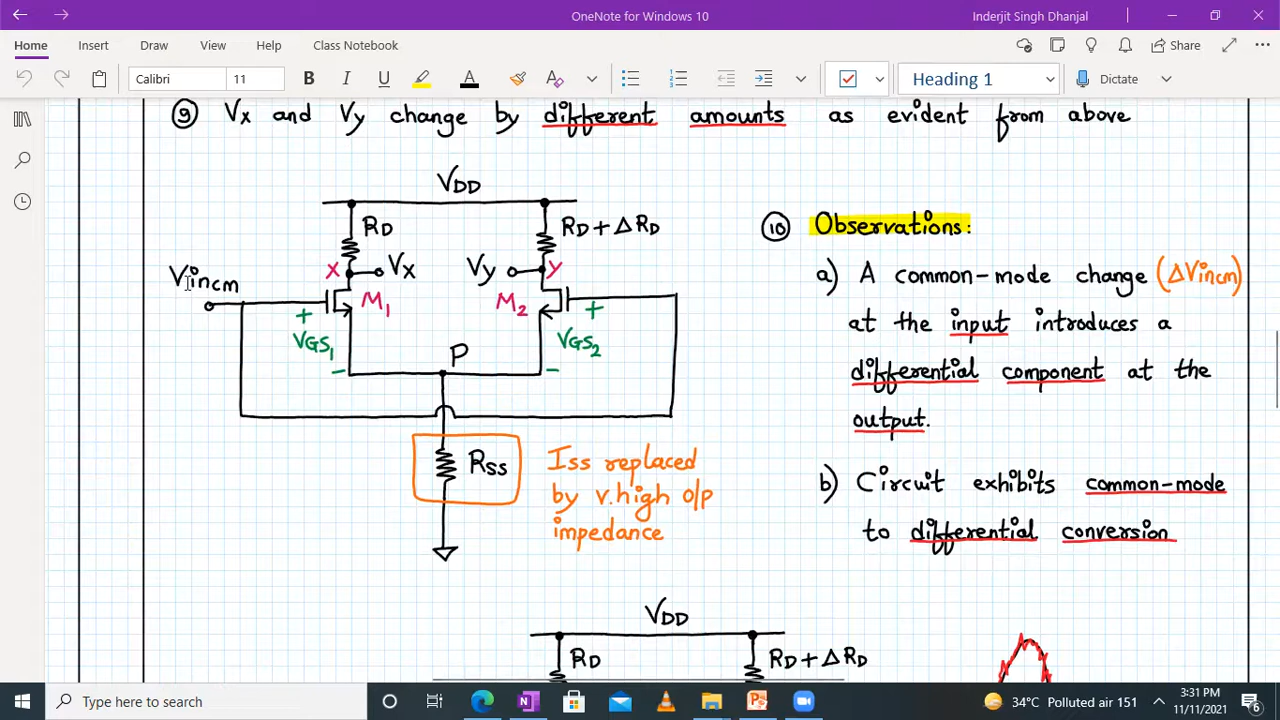 OneNote for Windows 10
Inderjit Singh Dhanjal
Home Insert Draw View Help Class Notebook
Share
Calibri 11 B I U A A Heading 1 Dictate
⑨ Vx and Vy change by different amounts as evident from above
VDD
RD
RD + ΔRD
Vincm
X Vx
Vy Y
M1
M2
+
VGS1
-
+
VGS2
-
P
RSS
Iss replaced
by v.high o/p
impedance
⑩ Observations:
a) A common-mode change (ΔVincm)
at the input introduces a
differential component at the
output.
b) Circuit exhibits common-mode
to differential conversion
VDD
RD
RD + ΔRD
Type here to search
34°C Polluted air 151
3:31 PM
11/11/2021
6